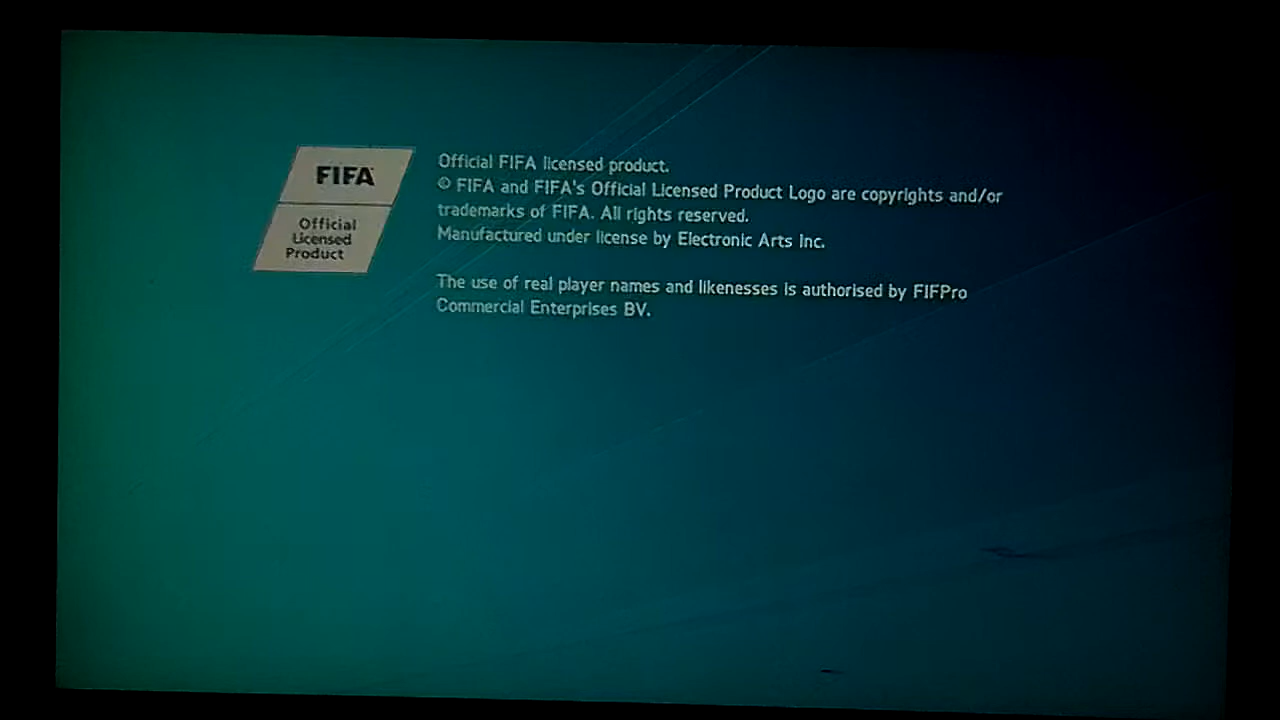 FIFA
Official
Licensed
Product
Official FIFA licensed product.
© FIFA and FIFA's Official Licensed Product Logo are copyrights and/or
trademarks of FIFA. All rights reserved.
Manufactured under license by Electronic Arts Inc.
The use of real player names and likenesses is authorised by FIFPro
Commercial Enterprises BV.